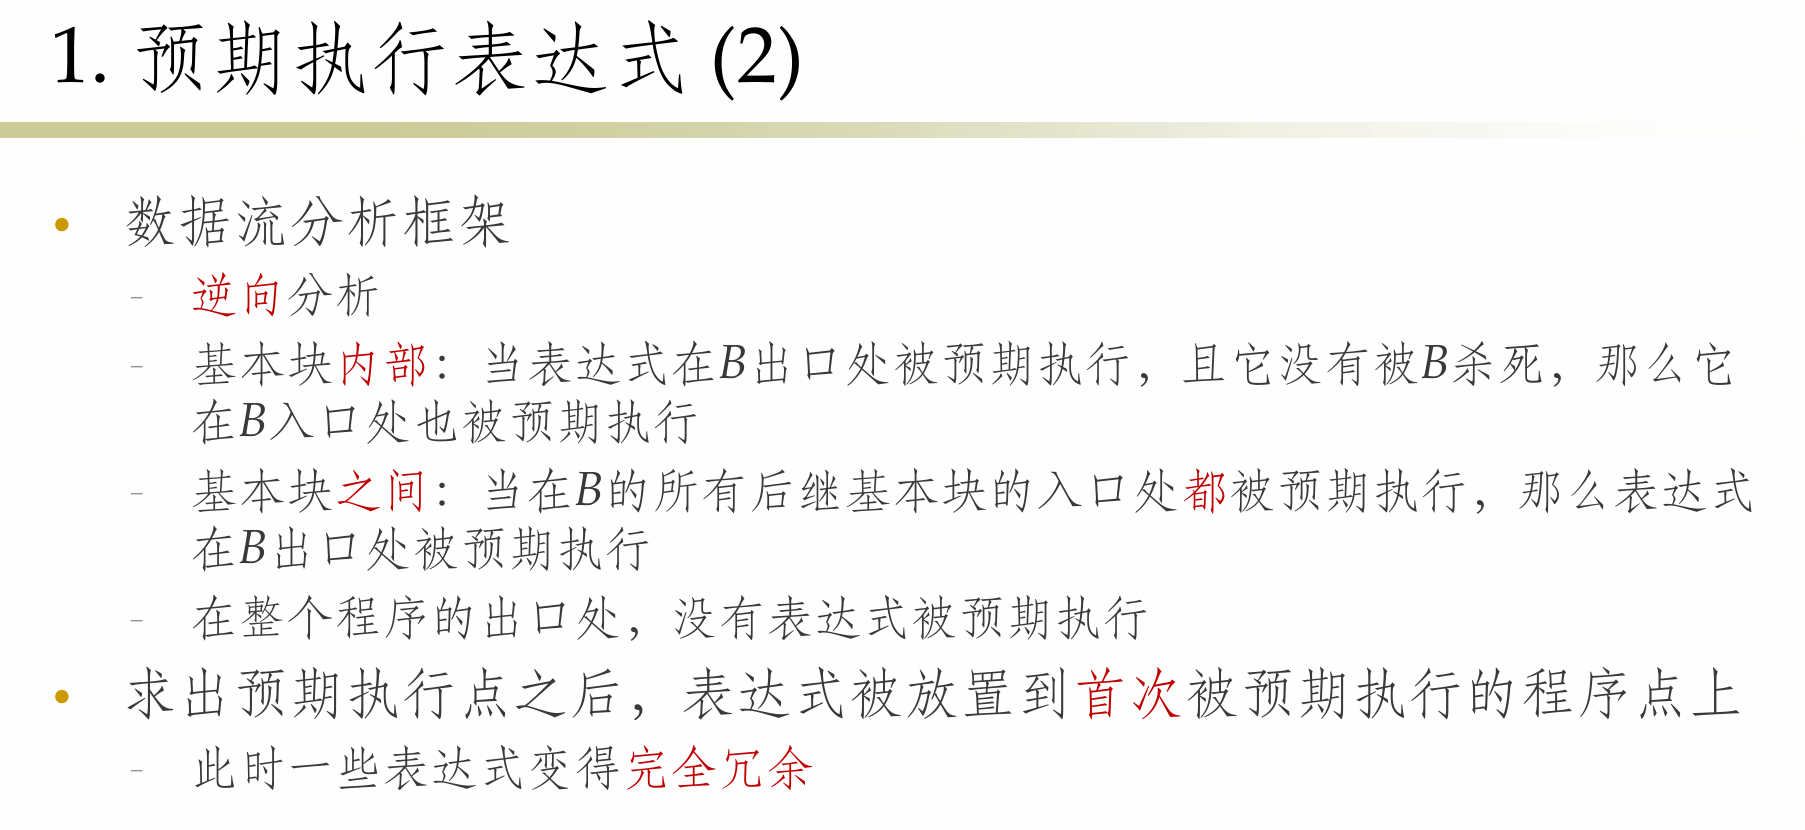 1. 预期执行表达式 (2)
• 数据流分析框架
– 逆向分析
– 基本块内部：当表达式在B出口处被预期执行，且它没有被B杀死，那么它
在B入口处也被预期执行
– 基本块之间：当在B的所有后继基本块的入口处都被预期执行，那么表达式
在B出口处被预期执行
– 在整个程序的出口处，没有表达式被预期执行
• 求出预期执行点之后，表达式被放置到首次被预期执行的程序点上
– 此时一些表达式变得完全冗余